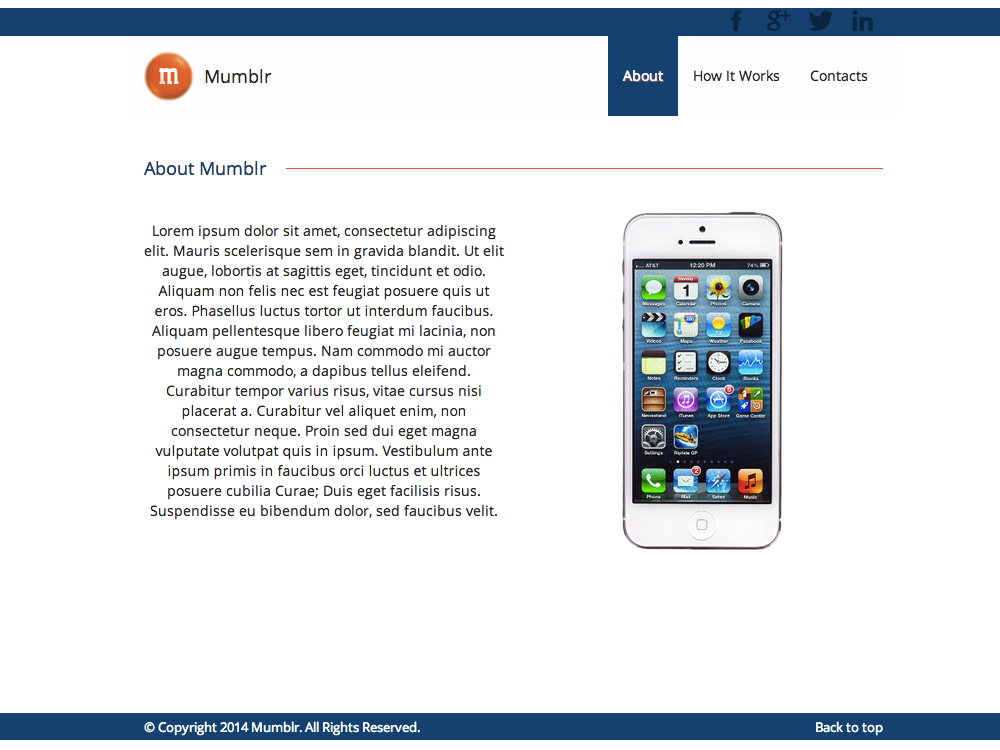 f g+ in
m Mumblr
About How It Works Contacts
About Mumblr
Lorem ipsum dolor sit amet, consectetur adipiscing
elit. Mauris scelerisque sem in gravida blandit. Ut elit
augue, lobortis at sagittis eget, tincidunt et odio.
Aliquam non felis nec est feugiat posuere quis ut
eros. Phasellus luctus tortor ut interdum faucibus.
Aliquam pellentesque libero feugiat mi lacinia, non
posuere augue tempus. Nam commodo mi auctor
magna commodo, a dapibus tellus eleifend.
Curabitur tempor varius risus, vitae cursus nisi
placerat a. Curabitur vel aliquet enim, non
consectetur neque. Proin sed dui eget magna
vulputate volutpat quis in ipsum. Vestibulum ante
ipsum primis in faucibus orci luctus et ultrices
posuere cubilia Curae; Duis eget facilisis risus.
Suspendisse eu bibendum dolor, sed faucibus velit.
AT&T 12:20 PM 74%
Monday
1
Messages Calendar Photos Camera
280
Videos Maps Weather Passbook
Notes Reminders Clock Stocks
Newsstand iTunes App Store Game Center
Settings Riptide GP
2
Phone Mail Safari Music
© Copyright 2014 Mumblr. All Rights Reserved.
Back to top